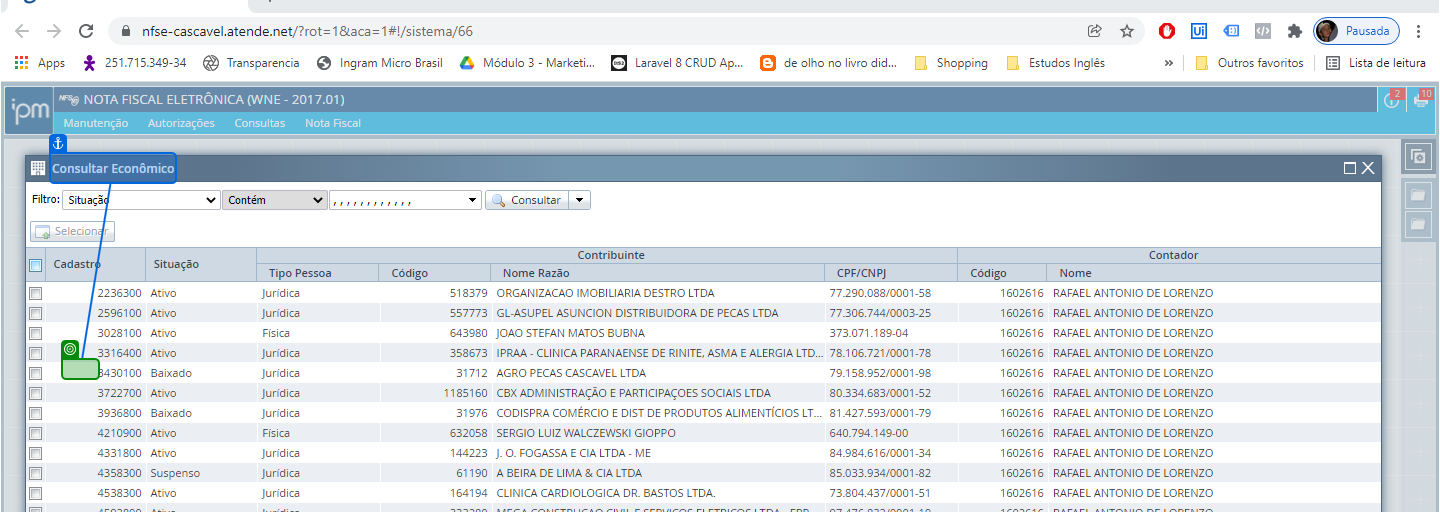 nfse-cascavel.atende.net/?rot=1&aca=1#!/sistema/66
Pausada
Apps
251.715.349-34
Transparencia
Ingram Micro Brasil
Módulo 3 - Marketi...
Laravel 8 CRUD Ap...
de olho no livro did...
Shopping
Estudos Inglês
»
Outros favoritos
Lista de leitura
ipm
NFSe NOTA FISCAL ELETRÔNICA (WNE - 2017.01)
2
10
Manutenção Autorizações Consultas Nota Fiscal
Consultar Econômico
Filtro: Situação Contém , , , , , , , , , , , , Consultar
Selecionar
Cadastro Situação Contribuinte Contador
Tipo Pessoa Código Nome Razão CPF/CNPJ Código Nome
2236300 Ativo Jurídica 518379 ORGANIZACAO IMOBILIARIA DESTRO LTDA 77.290.088/0001-58 1602616 RAFAEL ANTONIO DE LORENZO
2596100 Ativo Jurídica 557773 GL-ASUPEL ASUNCION DISTRIBUIDORA DE PECAS LTDA 77.306.744/0003-25 1602616 RAFAEL ANTONIO DE LORENZO
3028100 Ativo Física 643980 JOAO STEFAN MATOS BUBNA 373.071.189-04 1602616 RAFAEL ANTONIO DE LORENZO
3316400 Ativo Jurídica 358673 IPRAA - CLINICA PARANAENSE DE RINITE, ASMA E ALERGIA LTD... 78.106.721/0001-78 1602616 RAFAEL ANTONIO DE LORENZO
3430100 Baixado Jurídica 31712 AGRO PECAS CASCAVEL LTDA 79.158.952/0001-98 1602616 RAFAEL ANTONIO DE LORENZO
3722700 Ativo Jurídica 1185160 CBX ADMINISTRAÇÃO E PARTICIPAÇOES SOCIAIS LTDA 80.334.683/0001-52 1602616 RAFAEL ANTONIO DE LORENZO
3936800 Baixado Jurídica 31976 CODISPRA COMÉRCIO E DIST DE PRODUTOS ALIMENTÍCIOS LT... 81.427.593/0001-79 1602616 RAFAEL ANTONIO DE LORENZO
4210900 Ativo Física 632058 SERGIO LUIZ WALCZEWSKI GIOPPO 640.794.149-00 1602616 RAFAEL ANTONIO DE LORENZO
4331800 Ativo Jurídica 144223 J. O. FOGASSA E CIA LTDA - ME 84.984.616/0001-34 1602616 RAFAEL ANTONIO DE LORENZO
4358300 Suspenso Jurídica 61190 A BEIRA DE LIMA & CIA LTDA 85.033.934/0001-82 1602616 RAFAEL ANTONIO DE LORENZO
4538300 Ativo Jurídica 164194 CLINICA CARDIOLOGICA DR. BASTOS LTDA. 73.804.437/0001-51 1602616 RAFAEL ANTONIO DE LORENZO